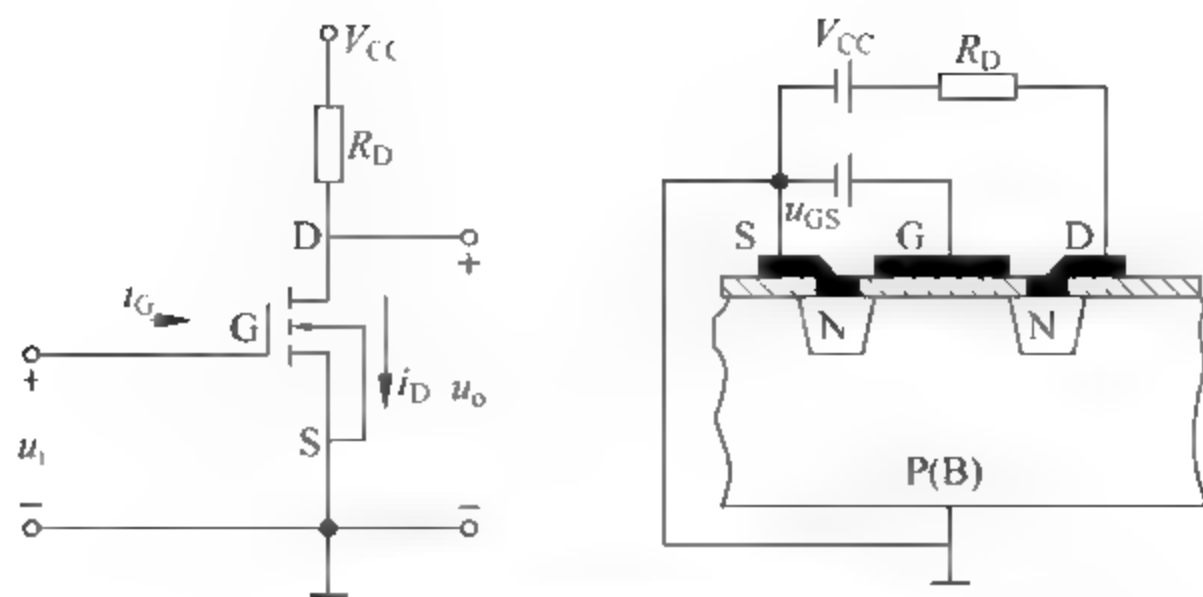 V_CC
R_D
D
+
i_G
G
+
i_D
u_o
u_i
S
−
−
V_CC
R_D
u_GS
S
G
D
N
N
P(B)